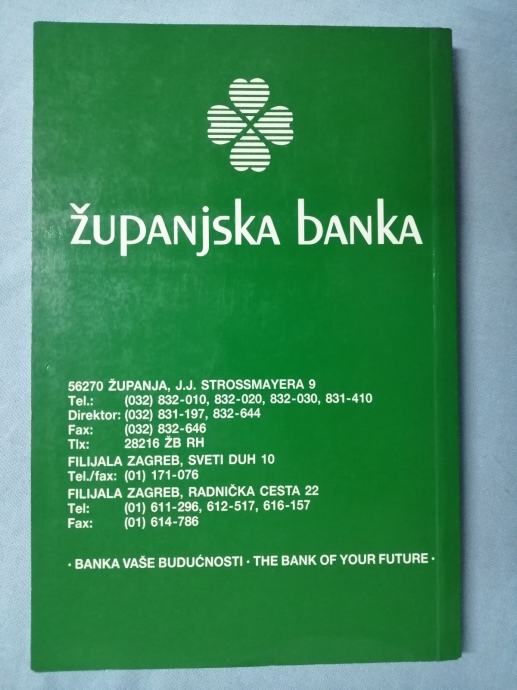 županjska banka
56270 ŽUPANJA, J.J. STROSSMAYERA 9
Tel.: (032) 832-010, 832-020, 832-030, 831-410
Direktor: (032) 831-197, 832-644
Fax: (032) 832-646
Tlx: 28216 ŽB RH
FILIJALA ZAGREB, SVETI DUH 10
Tel./fax: (01) 171-076
FILIJALA ZAGREB, RADNIČKA CESTA 22
Tel: (01) 611-296, 612-517, 616-157
Fax: (01) 614-786
· BANKA VAŠE BUDUĆNOSTI · THE BANK OF YOUR FUTURE ·